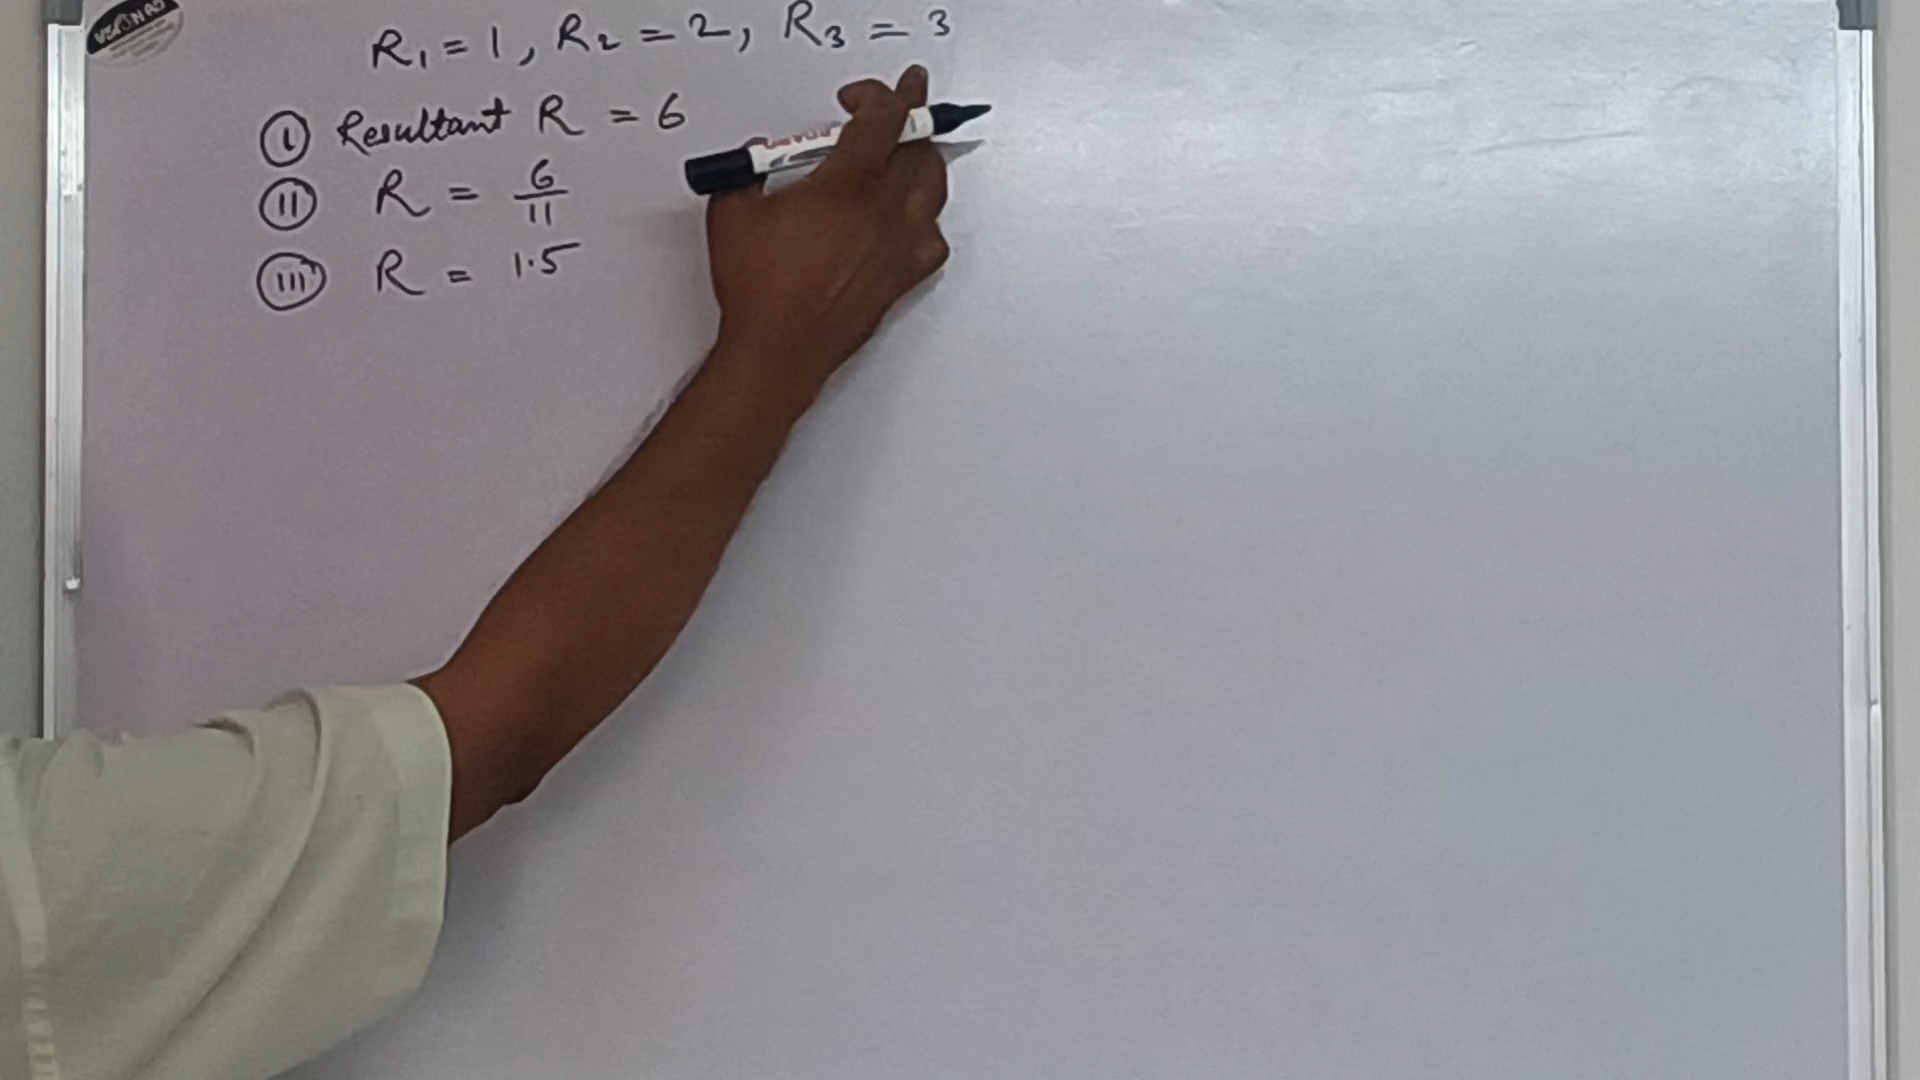 R₁ = 1, R₂ = 2, R₃ = 3
(i) Resultant R = 6
(ii) R = 6/11
(iii) R = 1.5